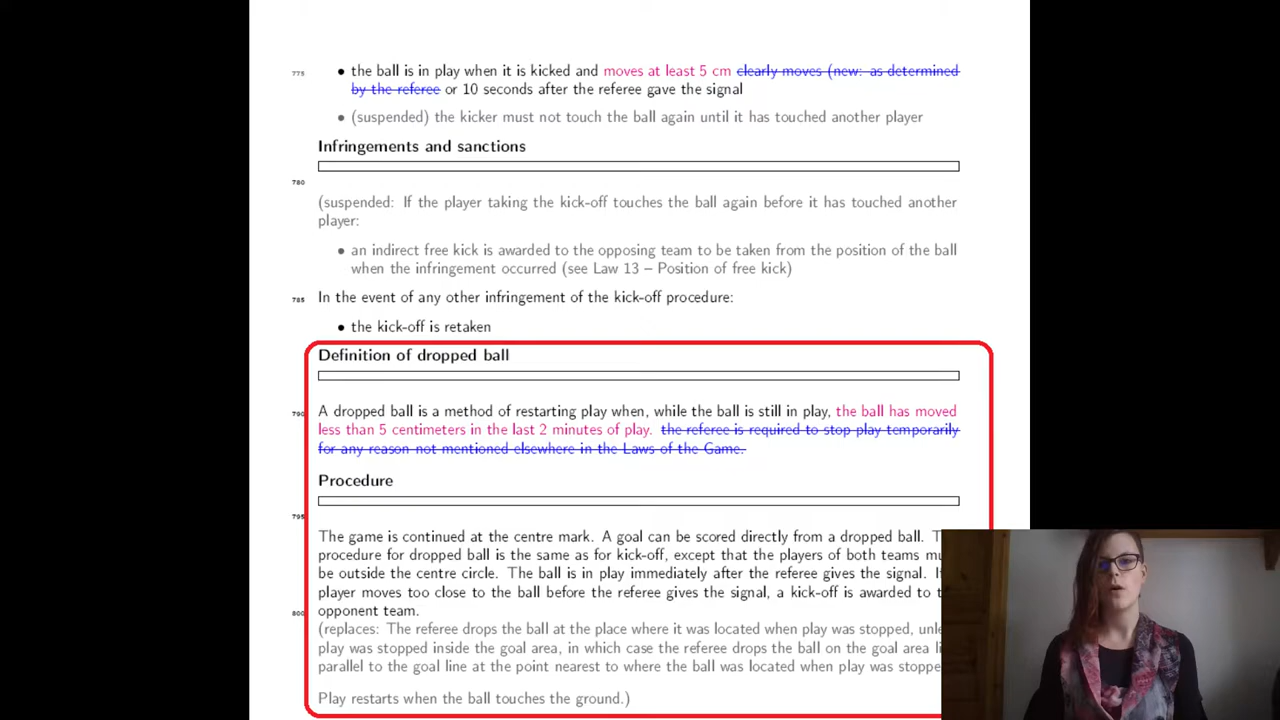 775
• the ball is in play when it is kicked and moves at least 5 cm clearly moves (new: as determined
by the referee or 10 seconds after the referee gave the signal
• (suspended) the kicker must not touch the ball again until it has touched another player
Infringements and sanctions
780
(suspended: If the player taking the kick-off touches the ball again before it has touched another
player:
• an indirect free kick is awarded to the opposing team to be taken from the position of the ball
when the infringement occurred (see Law 13 – Position of free kick)
785 In the event of any other infringement of the kick-off procedure:
• the kick-off is retaken
Definition of dropped ball
790 A dropped ball is a method of restarting play when, while the ball is still in play, the ball has moved
less than 5 centimeters in the last 2 minutes of play. the referee is required to stop play temporarily
for any reason not mentioned elsewhere in the Laws of the Game.
Procedure
795
The game is continued at the centre mark. A goal can be scored directly from a dropped ball.
procedure for dropped ball is the same as for kick-off, except that the players of both teams
be outside the centre circle. The ball is in play immediately after the referee gives the signal.
player moves too close to the ball before the referee gives the signal, a kick-off is awarded to
800 opponent team.
(replaces: The referee drops the ball at the place where it was located when play was stopped,
play was stopped inside the goal area, in which case the referee drops the ball on the goal area
parallel to the goal line at the point nearest to where the ball was located when play was
Play restarts when the ball touches the ground.)